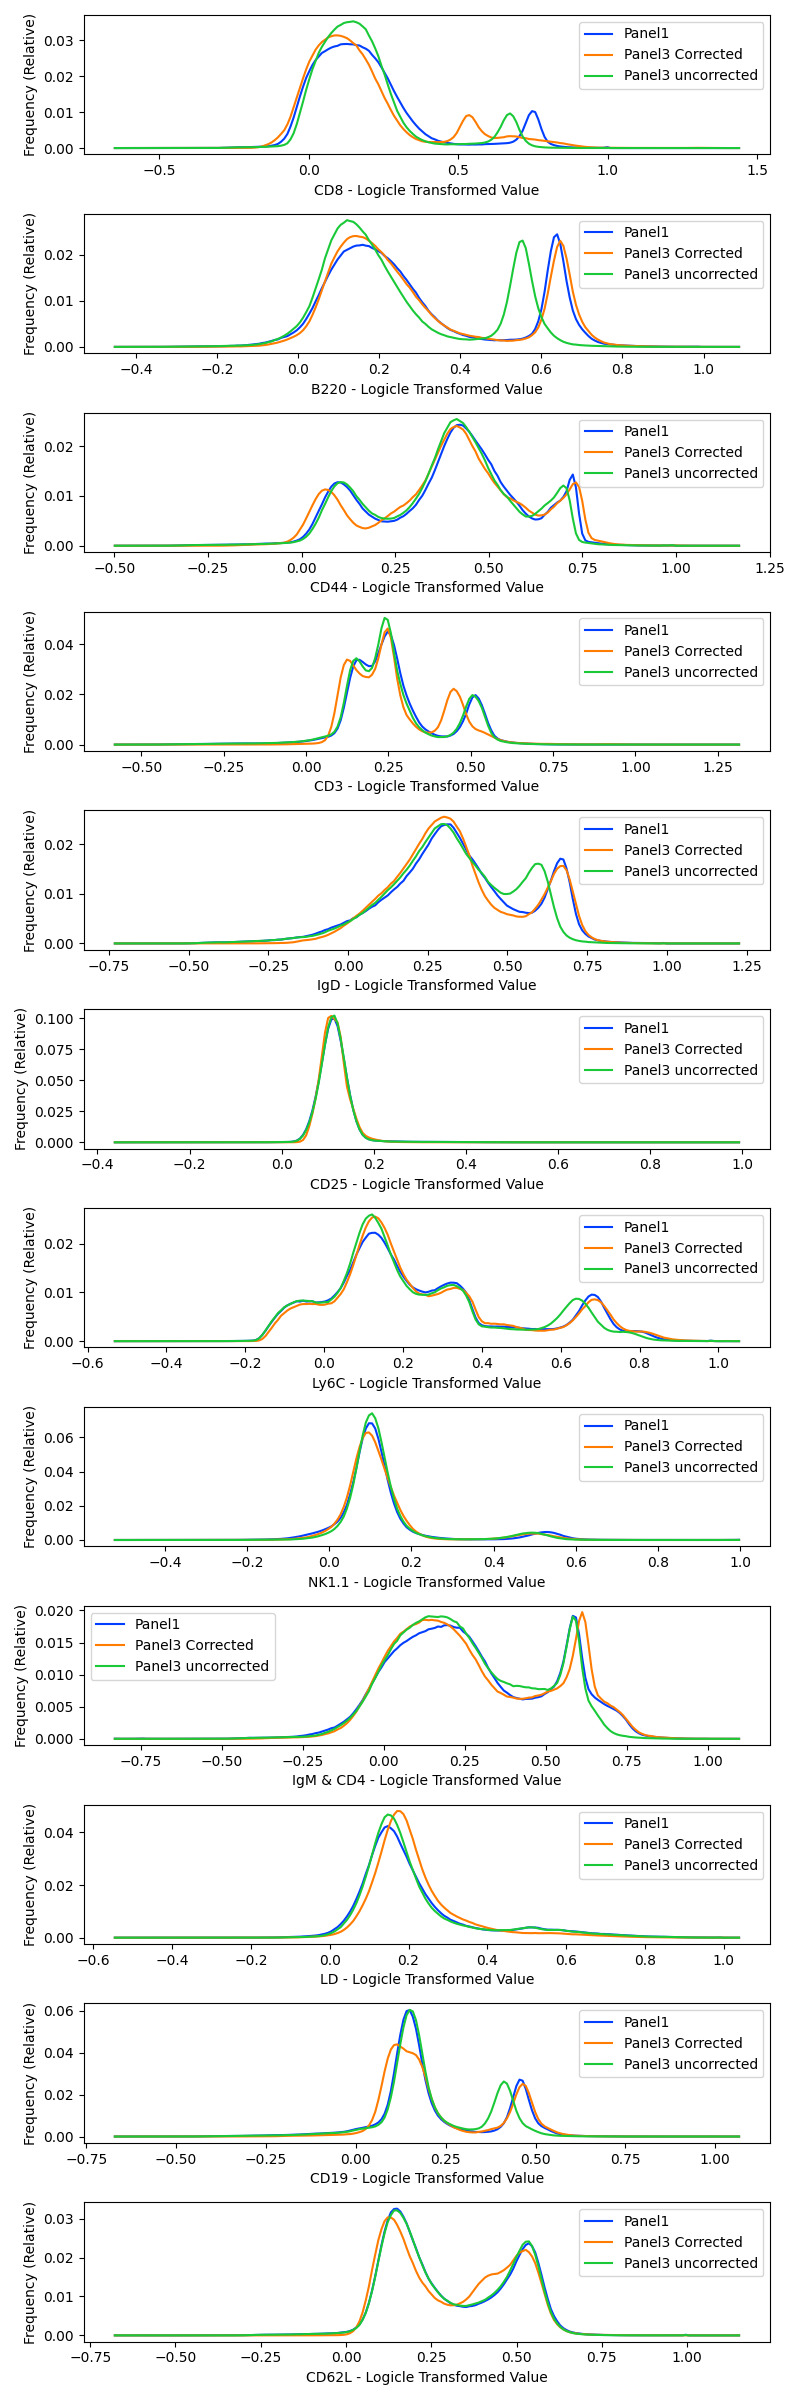 Frequency (Relative)
0.03
0.02
0.01
0.00
Panel1
Panel3 Corrected
Panel3 uncorrected
−0.5 0.0 0.5 1.0 1.5
CD8 - Logicle Transformed Value
Frequency (Relative)
0.02
0.01
0.00
Panel1
Panel3 Corrected
Panel3 uncorrected
−0.4 −0.2 0.0 0.2 0.4 0.6 0.8 1.0
B220 - Logicle Transformed Value
Frequency (Relative)
0.02
0.01
0.00
Panel1
Panel3 Corrected
Panel3 uncorrected
−0.50 −0.25 0.00 0.25 0.50 0.75 1.00 1.25
CD44 - Logicle Transformed Value
Frequency (Relative)
0.04
0.02
0.00
Panel1
Panel3 Corrected
Panel3 uncorrected
−0.50 −0.25 0.00 0.25 0.50 0.75 1.00 1.25
CD3 - Logicle Transformed Value
Frequency (Relative)
0.02
0.01
0.00
Panel1
Panel3 Corrected
Panel3 uncorrected
−0.75 −0.50 −0.25 0.00 0.25 0.50 0.75 1.00 1.25
IgD - Logicle Transformed Value
Frequency (Relative)
0.100
0.075
0.050
0.025
0.000
Panel1
Panel3 Corrected
Panel3 uncorrected
−0.4 −0.2 0.0 0.2 0.4 0.6 0.8 1.0
CD25 - Logicle Transformed Value
Frequency (Relative)
0.02
0.01
0.00
Panel1
Panel3 Corrected
Panel3 uncorrected
−0.6 −0.4 −0.2 0.0 0.2 0.4 0.6 0.8 1.0
Ly6C - Logicle Transformed Value
Frequency (Relative)
0.06
0.04
0.02
0.00
Panel1
Panel3 Corrected
Panel3 uncorrected
−0.4 −0.2 0.0 0.2 0.4 0.6 0.8 1.0
NK1.1 - Logicle Transformed Value
Frequency (Relative)
0.020
0.015
0.010
0.005
0.000
Panel1
Panel3 Corrected
Panel3 uncorrected
−0.75 −0.50 −0.25 0.00 0.25 0.50 0.75 1.00
IgM & CD4 - Logicle Transformed Value
Frequency (Relative)
0.04
0.02
0.00
Panel1
Panel3 Corrected
Panel3 uncorrected
−0.6 −0.4 −0.2 0.0 0.2 0.4 0.6 0.8 1.0
LD - Logicle Transformed Value
Frequency (Relative)
0.06
0.04
0.02
0.00
Panel1
Panel3 Corrected
Panel3 uncorrected
−0.75 −0.50 −0.25 0.00 0.25 0.50 0.75 1.00
CD19 - Logicle Transformed Value
Frequency (Relative)
0.03
0.02
0.01
0.00
Panel1
Panel3 Corrected
Panel3 uncorrected
−0.75 −0.50 −0.25 0.00 0.25 0.50 0.75 1.00
CD62L - Logicle Transformed Value